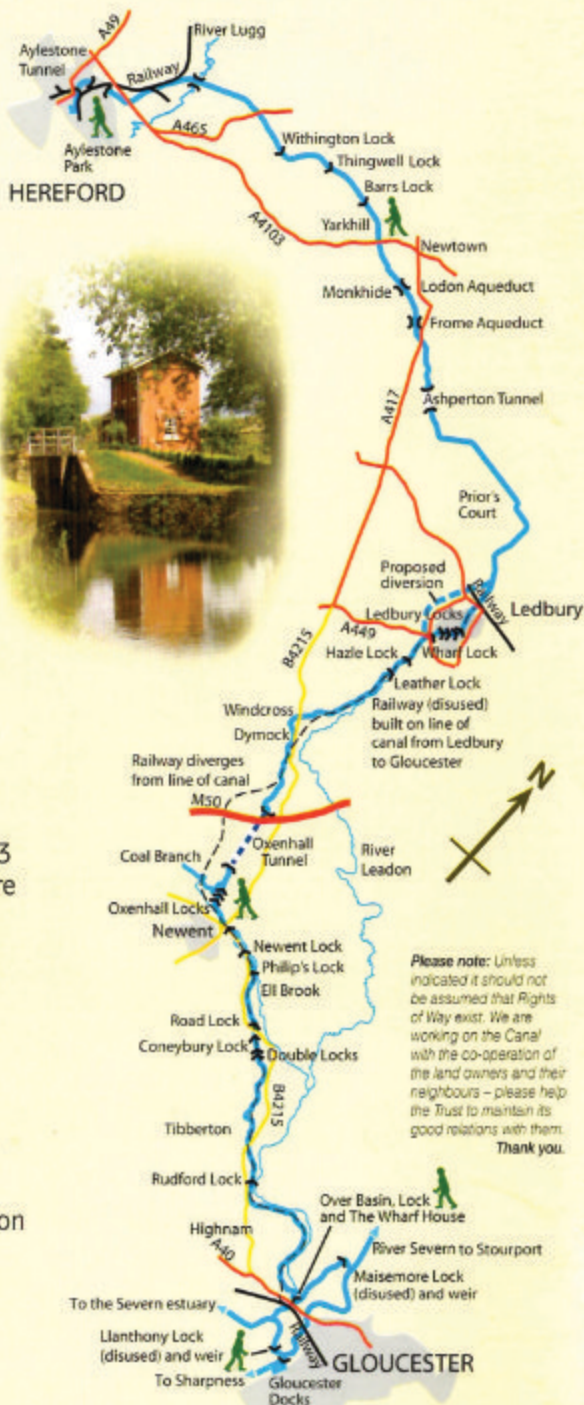 A49
River Lugg
Aylestone
Tunnel
Railway
A465
Aylestone
Park
Withington Lock
Thingwell Lock
HEREFORD
Barrs Lock
A4103
Yarkhill
Newtown
Monkhide
Lodon Aqueduct
Frome Aqueduct
A417
Ashperton Tunnel
Prior's
Court
Proposed
diversion
Railway
Ledbury Locks
Ledbury
A449
B4215
Hazle Lock
Wharf Lock
Leather Lock
Windcross
Railway (disused)
built on line of
canal from Ledbury
to Gloucester
Dymock
Railway diverges
from line of canal
M50
N
Oxenhall
Tunnel
River
Leadon
3
Coal Branch
re
Oxenhall Locks
Newent
Newent Lock
Philip's Lock
Ell Brook
Please note: Unless
indicated it should not
be assumed that Rights
of Way exist. We are
working on the Canal
with the co-operation of
the land owners and their
neighbours – please help
the Trust to maintain its
good relations with them.
Thank you.
Road Lock
Coneybury Lock
Double Locks
B4215
Tibberton
Rudford Lock
Over Basin, Lock
and The Wharf House
on
Highnam
A40
River Severn to Stourport
Maisemore Lock
(disused) and weir
To the Severn estuary
Llanthony Lock
(disused) and weir
Railway
GLOUCESTER
To Sharpness
Gloucester
Docks